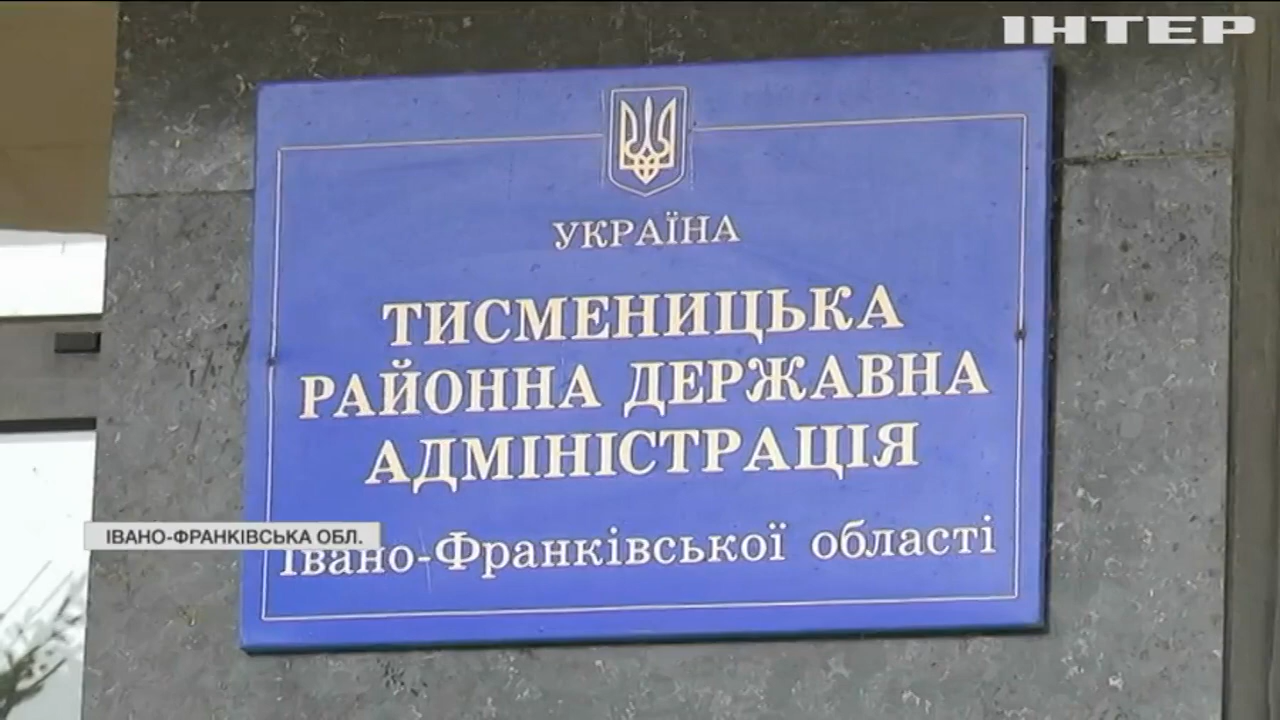 ІНТЕР
УКРАЇНА
ТИСМЕНИЦЬКА
РАЙОННА ДЕРЖАВНА
АДМІНІСТРАЦІЯ
ІВАНО-ФРАНКІВСЬКА ОБЛ.
Івано-Франківської області